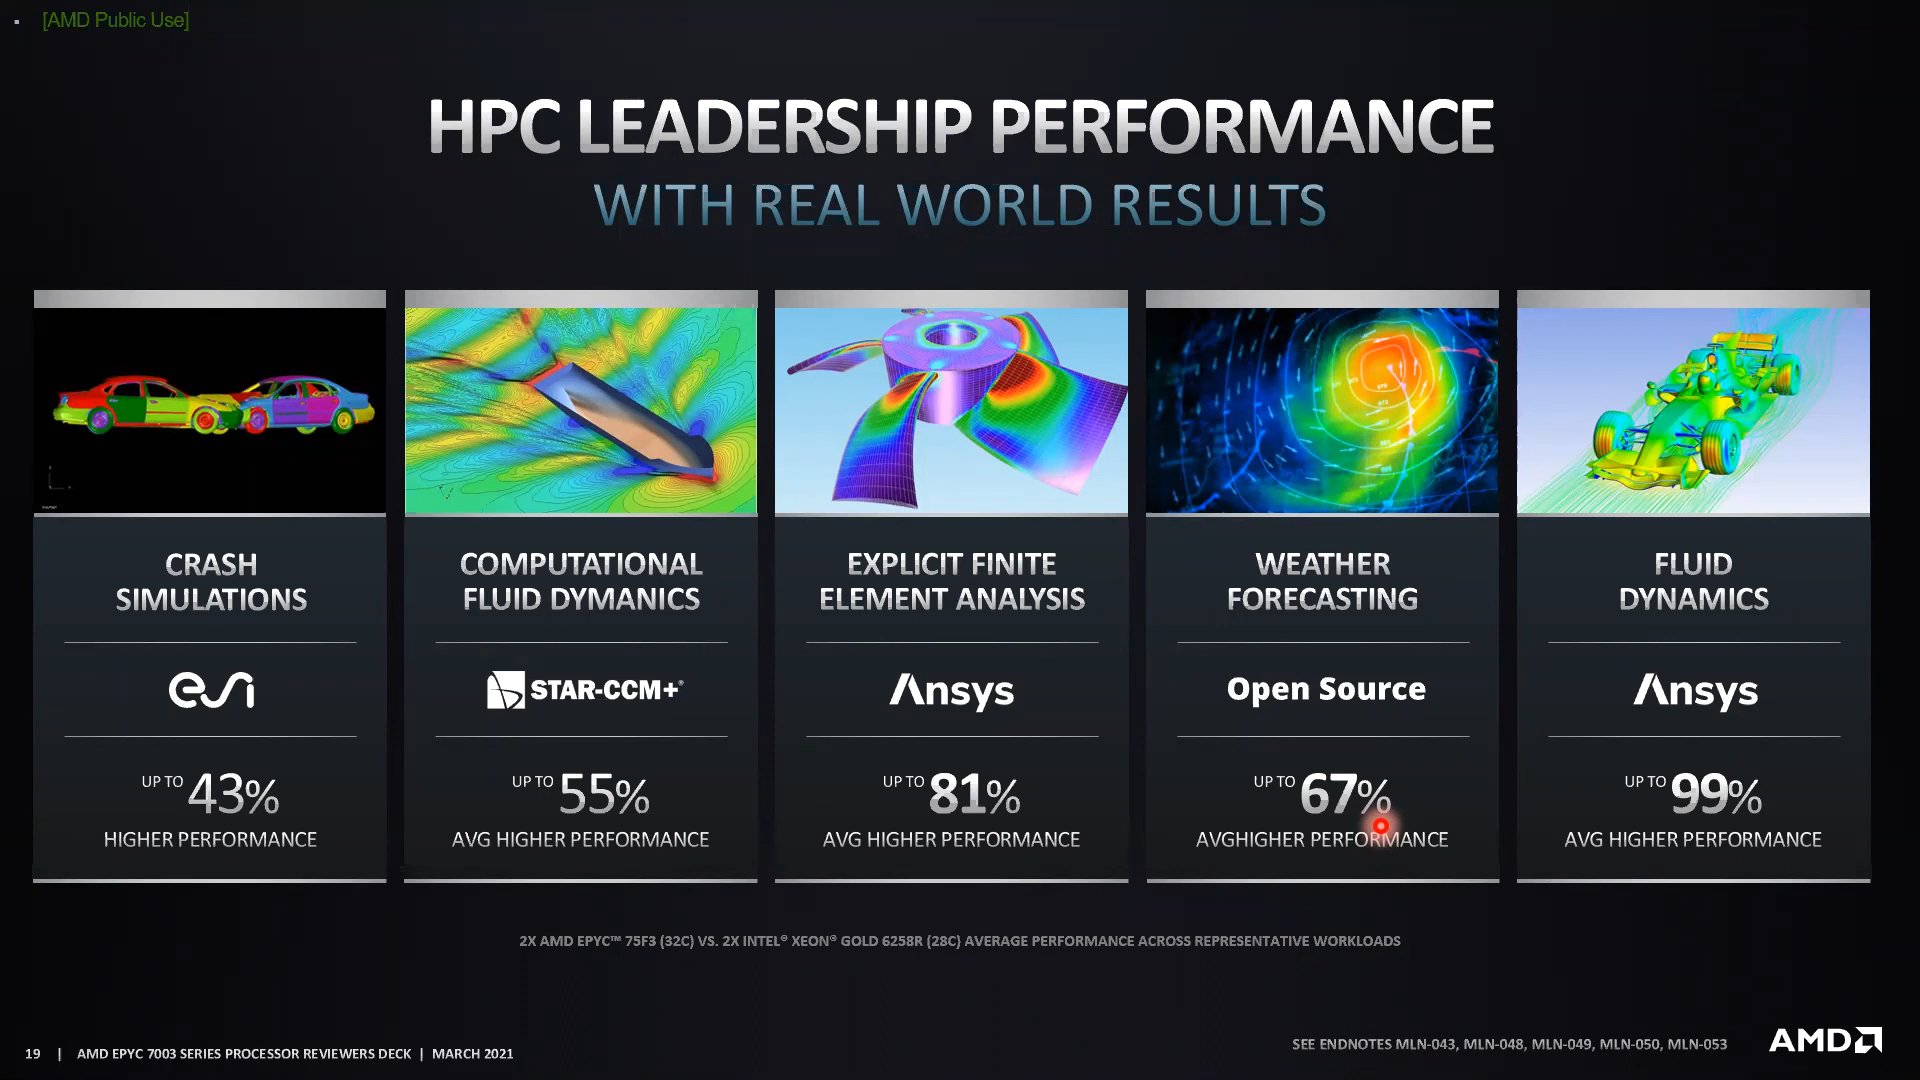 [AMD Public Use]
HPC LEADERSHIP PERFORMANCE
WITH REAL WORLD RESULTS
CRASH
SIMULATIONS
esi
UP TO 43%
HIGHER PERFORMANCE
COMPUTATIONAL
FLUID DYMANICS
STAR-CCM+®
UP TO 55%
AVG HIGHER PERFORMANCE
EXPLICIT FINITE
ELEMENT ANALYSIS
Ansys
UP TO 81%
AVG HIGHER PERFORMANCE
WEATHER
FORECASTING
Open Source
UP TO 67%
AVGHIGHER PERFORMANCE
FLUID
DYNAMICS
Ansys
UP TO 99%
AVG HIGHER PERFORMANCE
2X AMD EPYC™ 75F3 (32C) VS. 2X INTEL® XEON® GOLD 6258R (28C) AVERAGE PERFORMANCE ACROSS REPRESENTATIVE WORKLOADS
19 | AMD EPYC 7003 SERIES PROCESSOR REVIEWERS DECK | MARCH 2021
SEE ENDNOTES MLN-043, MLN-048, MLN-049, MLN-050, MLN-053
AMD